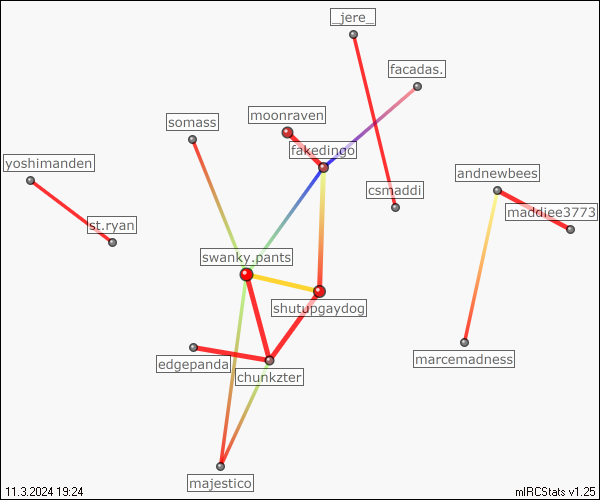 _jere_
facadas.
moonraven
somass
fakedingo
yoshimanden
andnewbees
csmaddi
maddiee3773
st.ryan
swanky.pants
shutupgaydog
marcemadness
edgepanda
chunkzter
majestico
11.3.2024 19:24
mIRCStats v1.25